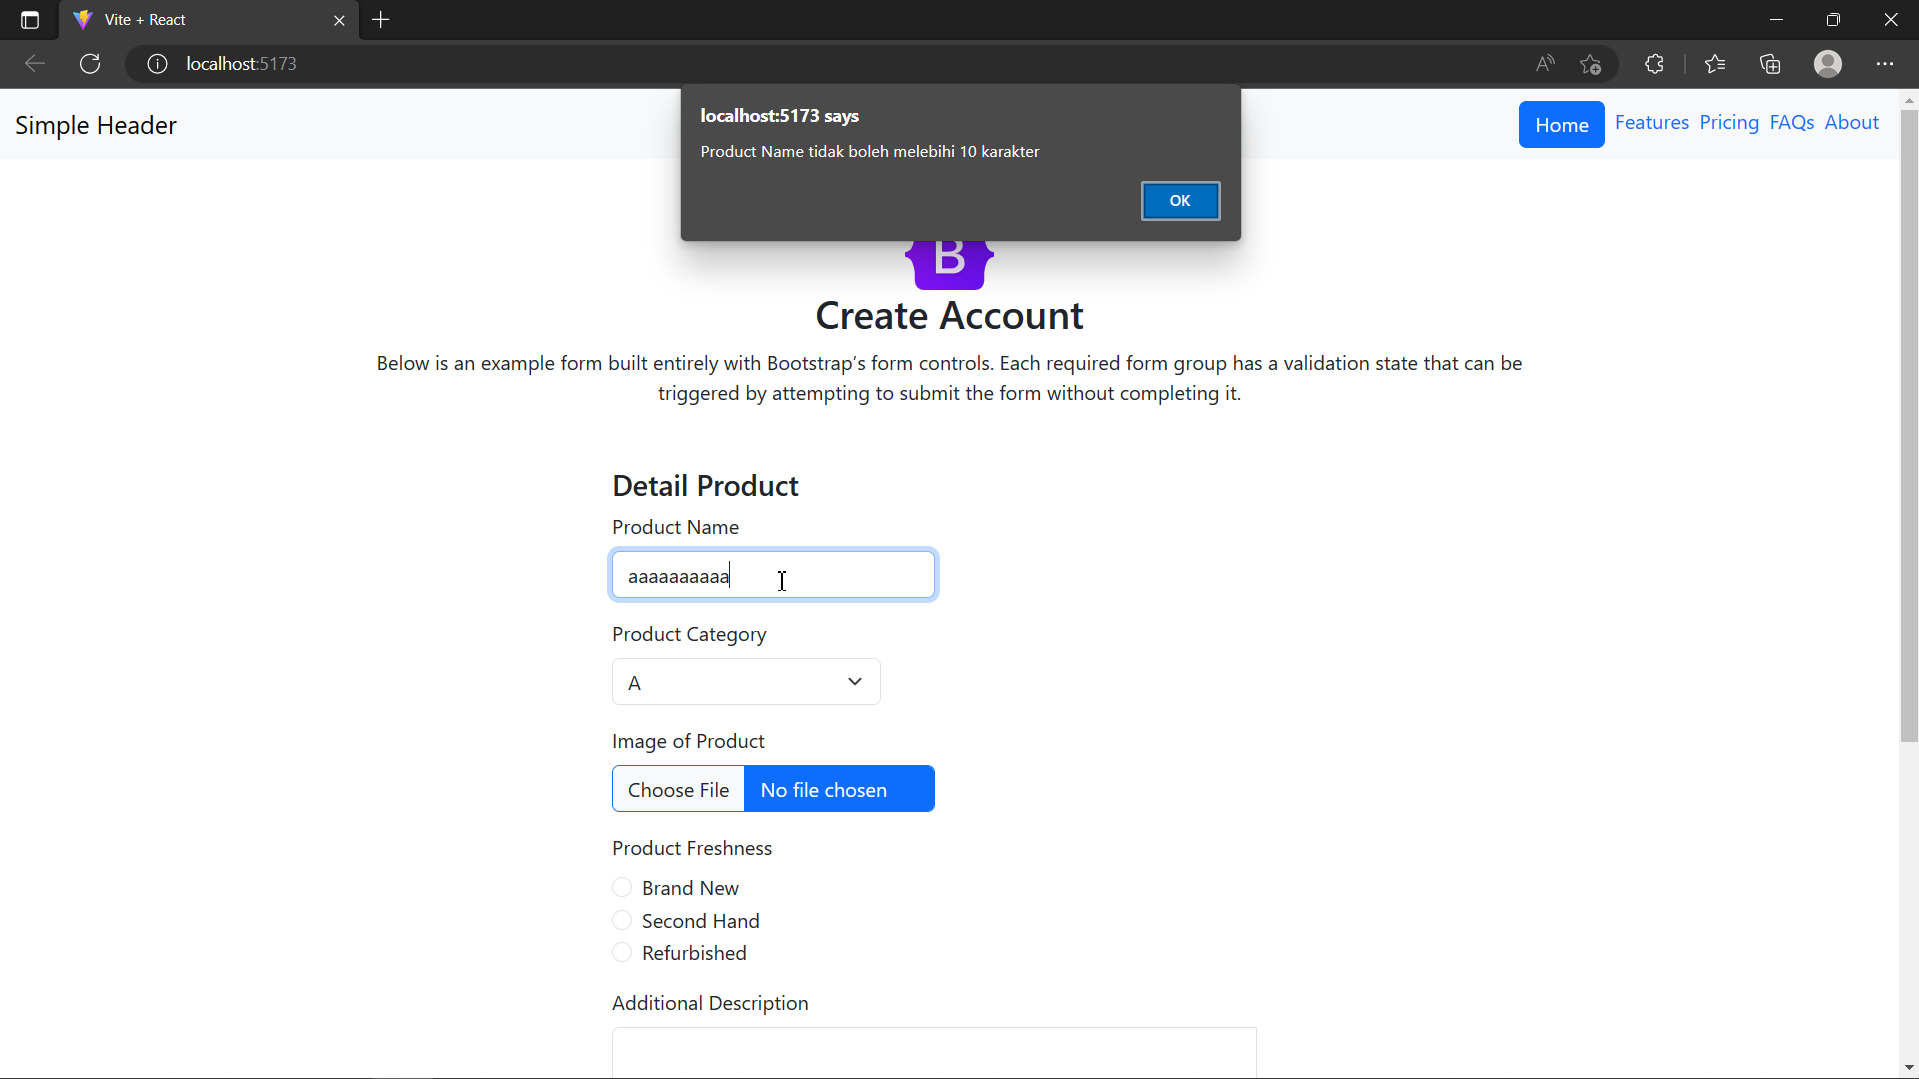 Vite + React
localhost:5173
Simple Header
Home Features Pricing FAQs About
localhost:5173 says
Product Name tidak boleh melebihi 10 karakter
OK
B
Create Account
Below is an example form built entirely with Bootstrap's form controls. Each required form group has a validation state that can be
triggered by attempting to submit the form without completing it.
Detail Product
Product Name
aaaaaaaaaa
Product Category
A
Image of Product
Choose File No file chosen
Product Freshness
Brand New
Second Hand
Refurbished
Additional Description